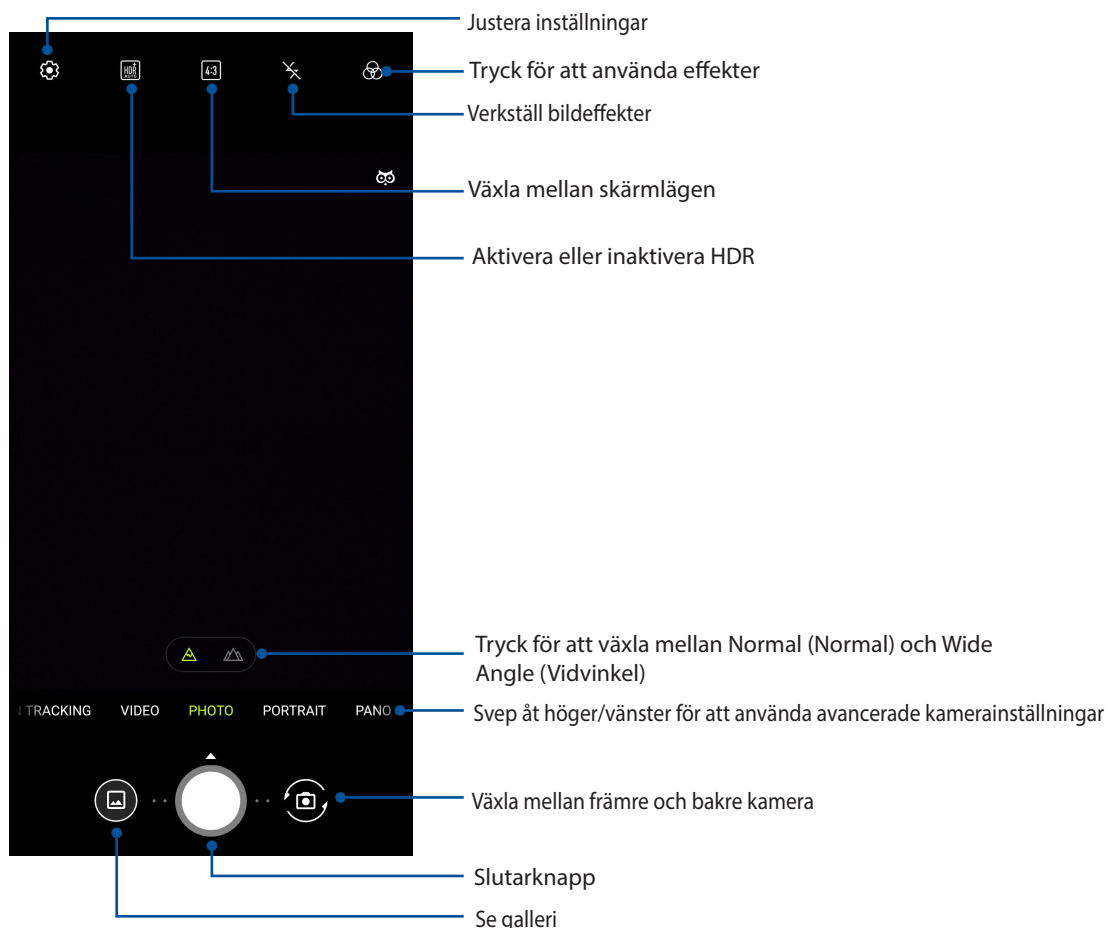 Justera inställningar
Tryck för att använda effekter
Verkställ bildeffekter
HDR
AUTO
4:3
Växla mellan skärmlägen
Aktivera eller inaktivera HDR
Tryck för att växla mellan Normal (Normal) och Wide
Angle (Vidvinkel)
N TRACKING VIDEO PHOTO PORTRAIT PANO
Svep åt höger/vänster för att använda avancerade kamerainställningar
Växla mellan främre och bakre kamera
Slutarknapp
Se galleri